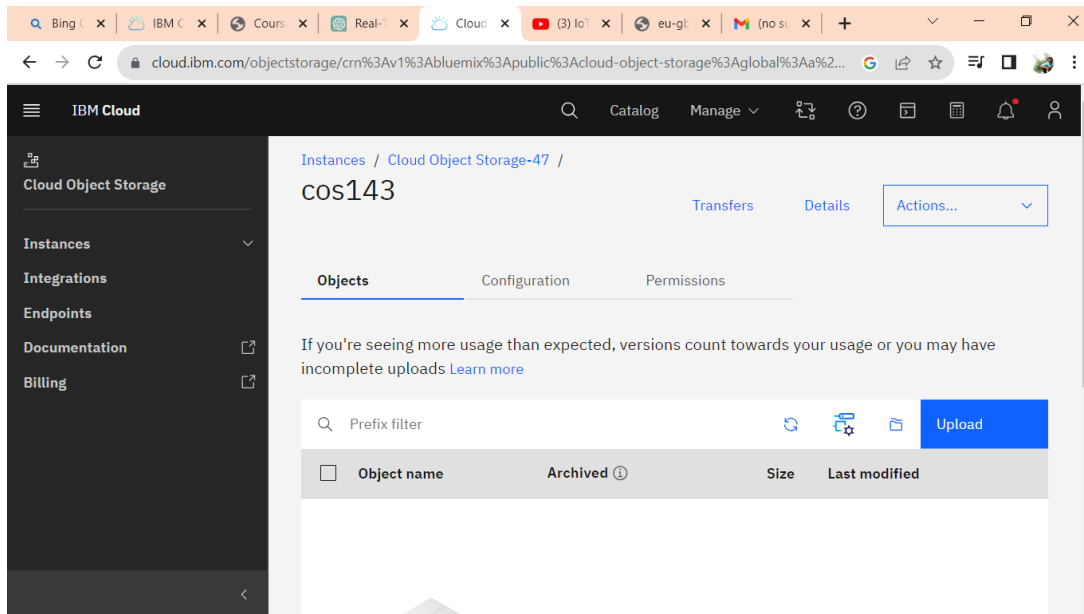 Bing
IBM C
Cours
Real-T
Cloud
(3) IoT
eu-gb
(no su
cloud.ibm.com/objectstorage/crn%3Av1%3Abluemix%3Apublic%3Acloud-object-storage%3Aglobal%3Aa%2...
IBM Cloud
Catalog
Manage
Cloud Object Storage
Instances
Integrations
Endpoints
Documentation
Billing
Instances / Cloud Object Storage-47 /
cos143
Transfers
Details
Actions...
Objects
Configuration
Permissions
If you're seeing more usage than expected, versions count towards your usage or you may have
incomplete uploads Learn more
Prefix filter
Upload
Object name
Archived
Size
Last modified